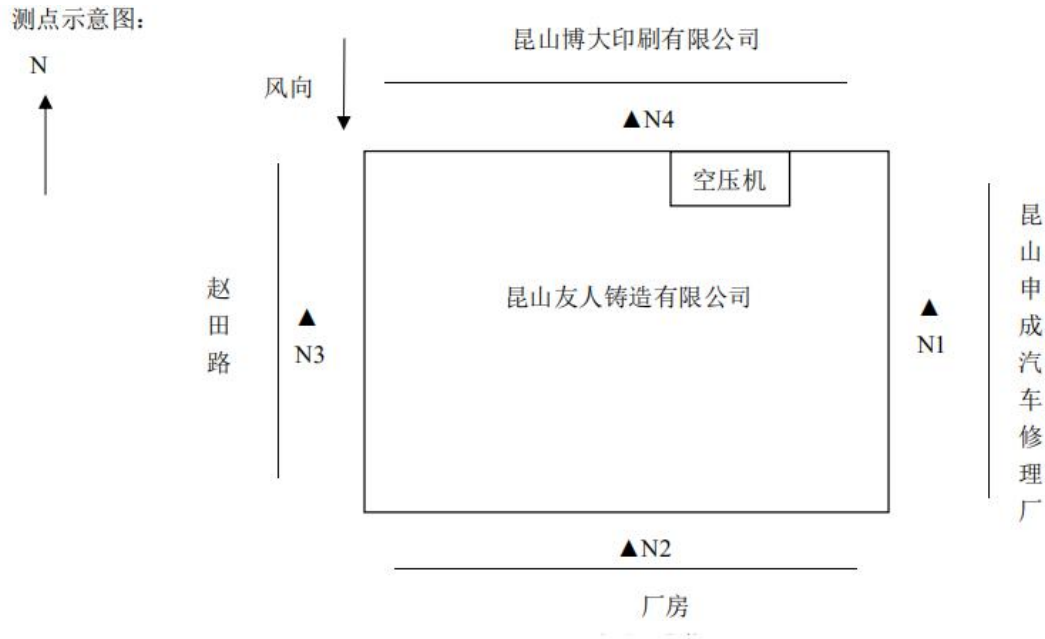 测点示意图：
昆山博大印刷有限公司
N
风向
▲N4
空压机
昆山申成汽车修理厂
赵田路
昆山友人铸造有限公司
▲
N3
▲
N1
▲N2
厂房